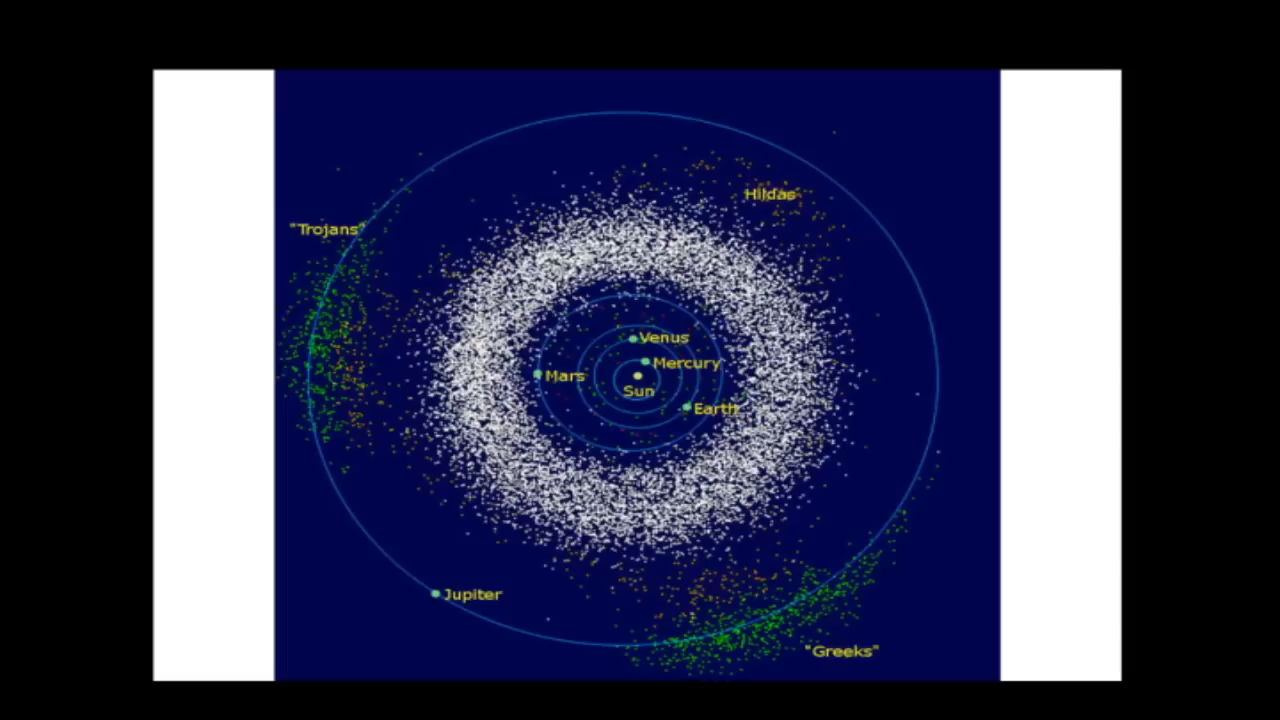 Hildas
"Trojans"
Venus
Mercury
Mars
Sun
Earth
Jupiter
"Greeks"